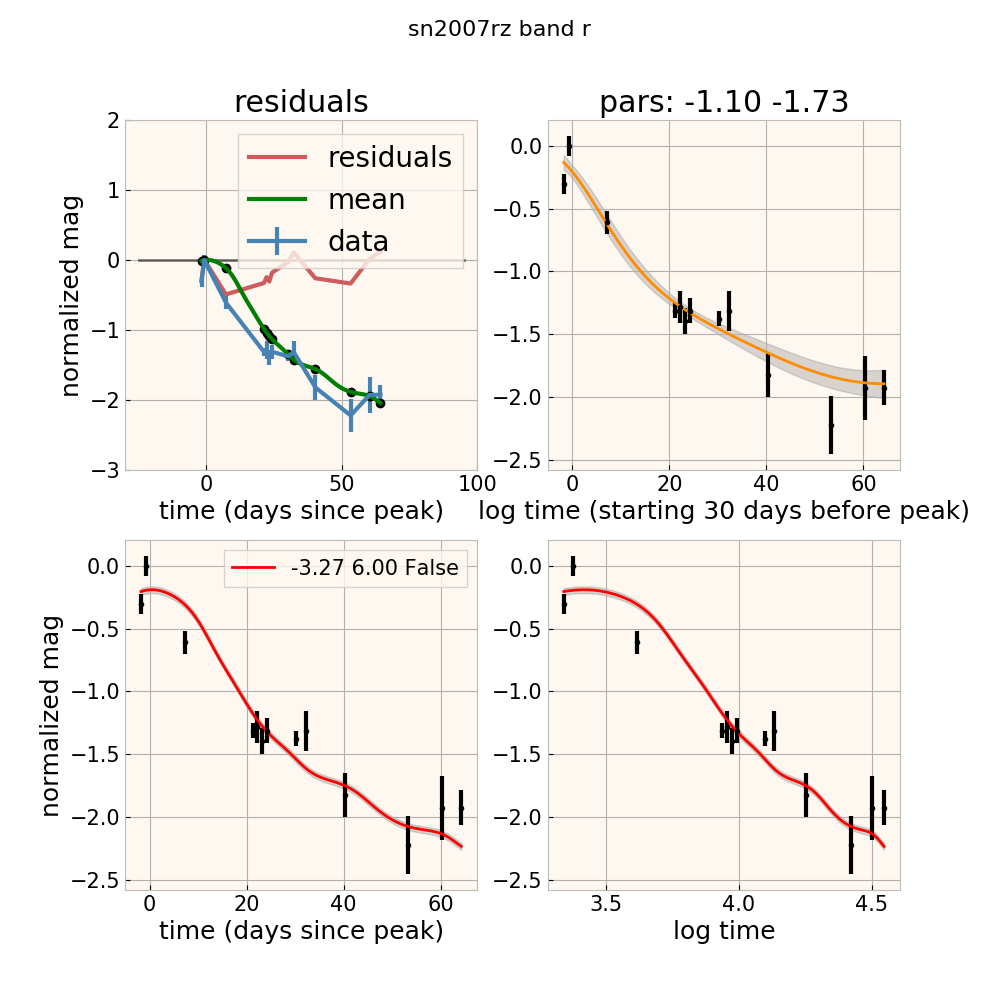 sn2007rz band r
residuals
pars: -1.10 -1.73
2
1
0
−1
−2
−3
normalized mag
residuals
mean
data
0
50
100
time (days since peak)
0.0
−0.5
−1.0
−1.5
−2.0
−2.5
0
20
40
60
log time (starting 30 days before peak)
0.0
−0.5
−1.0
−1.5
−2.0
−2.5
normalized mag
-3.27 6.00 False
0
20
40
60
time (days since peak)
0.0
−0.5
−1.0
−1.5
−2.0
−2.5
3.5
4.0
4.5
log time